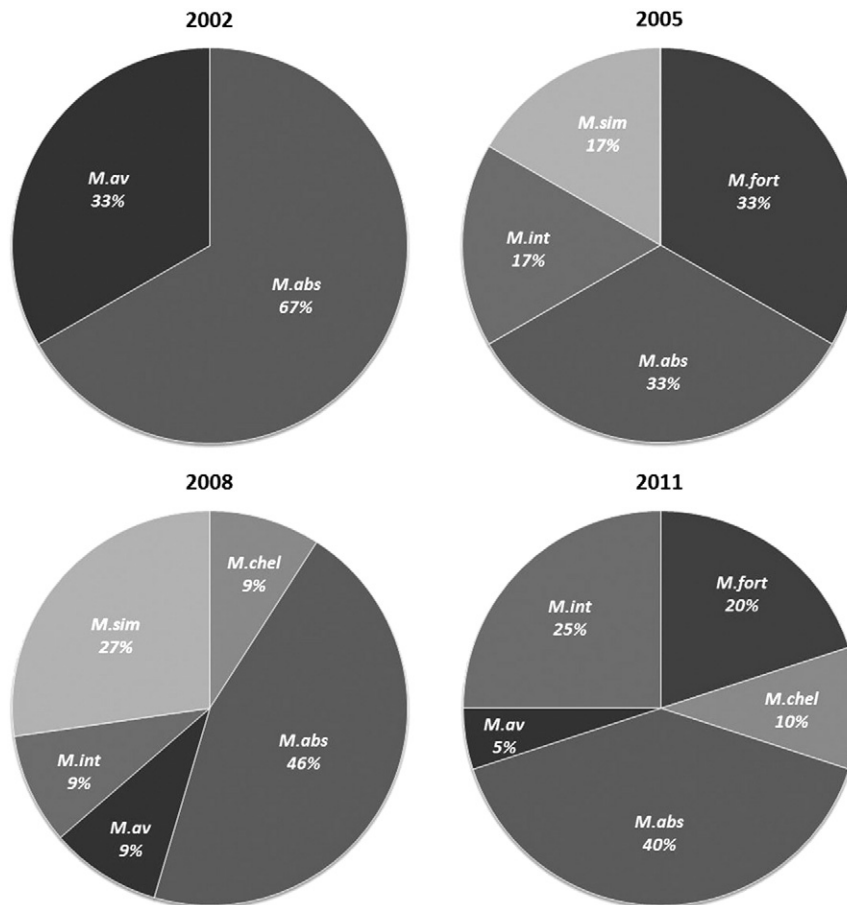 2002
M.av
33%
M.abs
67%
2005
M.sim
17%
M.fort
33%
M.int
17%
M.abs
33%
2008
M.chel
9%
M.sim
27%
M.abs
46%
M.int
9%
M.av
9%
2011
M.int
25%
M.fort
20%
M.chel
10%
M.av
5%
M.abs
40%